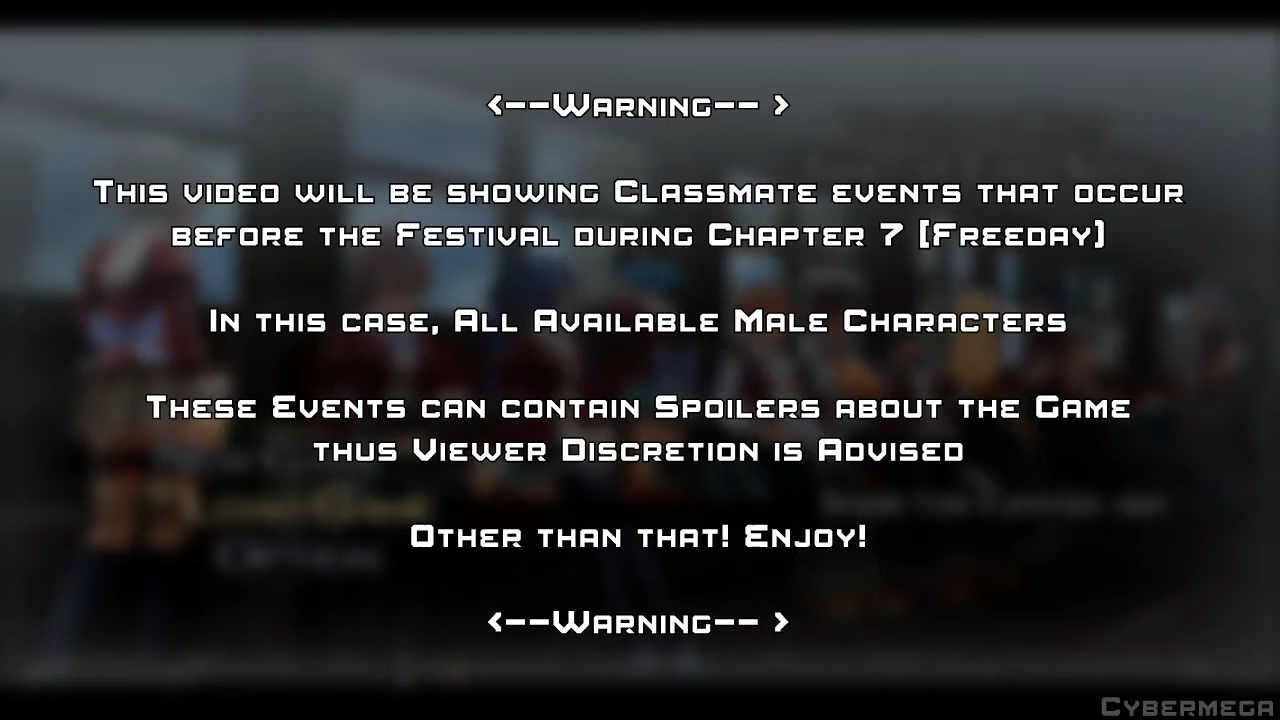 <--Warning-- >
This video will be showing Classmate events that occur
before the Festival during Chapter 7 [Freeday]
In this case, All Available Male Characters
These Events can contain Spoilers about the Game
thus Viewer Discretion is Advised
Other than that! Enjoy!
<--Warning-- >
Cybermega